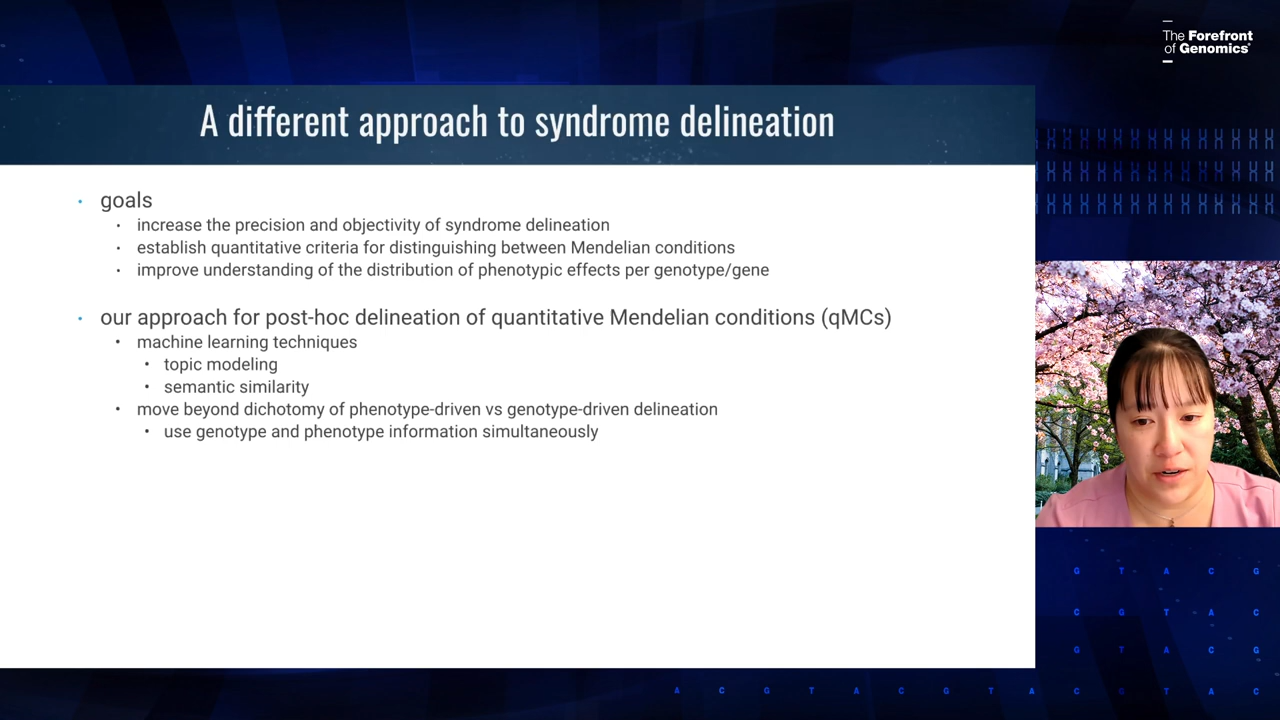 The Forefront
of Genomics®
A different approach to syndrome delineation
goals
increase the precision and objectivity of syndrome delineation
establish quantitative criteria for distinguishing between Mendelian conditions
improve understanding of the distribution of phenotypic effects per genotype/gene
our approach for post-hoc delineation of quantitative Mendelian conditions (qMCs)
machine learning techniques
topic modeling
semantic similarity
move beyond dichotomy of phenotype-driven vs genotype-driven delineation
use genotype and phenotype information simultaneously
G T A C G
C G T A C
G T A C G
A C G T A C G T A C G T A C